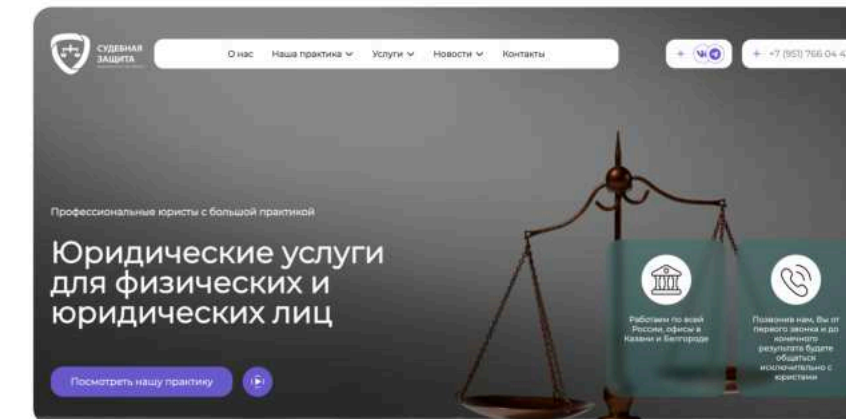 СУДЕБНАЯ
ЗАЩИТА
О нас
Наша практика
Услуги
Новости
Контакты
+7 (951) 766 04 4
Профессиональные юристы с большой практикой
Юридические услуги
для физических и
юридических лиц
Посмотреть нашу практику
Работаем по всей
России, офисы в
Казани и Белгороде
Позвонив нам, Вы от
первого звонка и до
конечного
результата будете
общаться
исключительно с
юристами